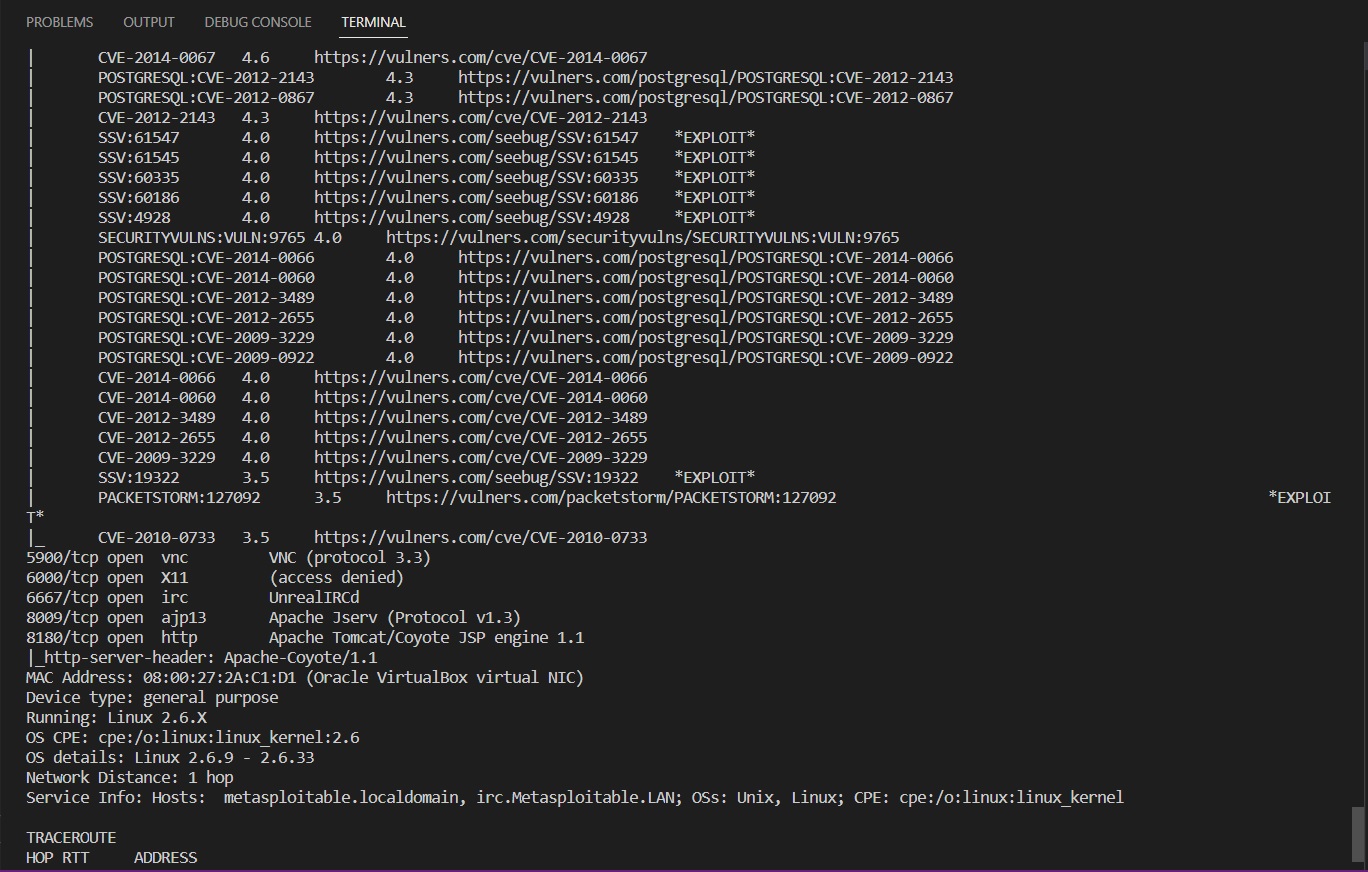 PROBLEMS OUTPUT DEBUG CONSOLE TERMINAL
| CVE-2014-0067 4.6 https://vulners.com/cve/CVE-2014-0067
| POSTGRESQL:CVE-2012-2143 4.3 https://vulners.com/postgresql/POSTGRESQL:CVE-2012-2143
| POSTGRESQL:CVE-2012-0867 4.3 https://vulners.com/postgresql/POSTGRESQL:CVE-2012-0867
| CVE-2012-2143 4.3 https://vulners.com/cve/CVE-2012-2143
| SSV:61547 4.0 https://vulners.com/seebug/SSV:61547 *EXPLOIT*
| SSV:61545 4.0 https://vulners.com/seebug/SSV:61545 *EXPLOIT*
| SSV:60335 4.0 https://vulners.com/seebug/SSV:60335 *EXPLOIT*
| SSV:60186 4.0 https://vulners.com/seebug/SSV:60186 *EXPLOIT*
| SSV:4928 4.0 https://vulners.com/seebug/SSV:4928 *EXPLOIT*
| SECURITYVULNS:VULN:9765 4.0 https://vulners.com/securityvulns/SECURITYVULNS:VULN:9765
| POSTGRESQL:CVE-2014-0066 4.0 https://vulners.com/postgresql/POSTGRESQL:CVE-2014-0066
| POSTGRESQL:CVE-2014-0060 4.0 https://vulners.com/postgresql/POSTGRESQL:CVE-2014-0060
| POSTGRESQL:CVE-2012-3489 4.0 https://vulners.com/postgresql/POSTGRESQL:CVE-2012-3489
| POSTGRESQL:CVE-2012-2655 4.0 https://vulners.com/postgresql/POSTGRESQL:CVE-2012-2655
| POSTGRESQL:CVE-2009-3229 4.0 https://vulners.com/postgresql/POSTGRESQL:CVE-2009-3229
| POSTGRESQL:CVE-2009-0922 4.0 https://vulners.com/postgresql/POSTGRESQL:CVE-2009-0922
| CVE-2014-0066 4.0 https://vulners.com/cve/CVE-2014-0066
| CVE-2014-0060 4.0 https://vulners.com/cve/CVE-2014-0060
| CVE-2012-3489 4.0 https://vulners.com/cve/CVE-2012-3489
| CVE-2012-2655 4.0 https://vulners.com/cve/CVE-2012-2655
| CVE-2009-3229 4.0 https://vulners.com/cve/CVE-2009-3229
| SSV:19322 3.5 https://vulners.com/seebug/SSV:19322 *EXPLOIT*
| PACKETSTORM:127092 3.5 https://vulners.com/packetstorm/PACKETSTORM:127092 *EXPLOI
T*
|_ CVE-2010-0733 3.5 https://vulners.com/cve/CVE-2010-0733
5900/tcp open vnc VNC (protocol 3.3)
6000/tcp open X11 (access denied)
6667/tcp open irc UnrealIRCd
8009/tcp open ajp13 Apache Jserv (Protocol v1.3)
8180/tcp open http Apache Tomcat/Coyote JSP engine 1.1
|_http-server-header: Apache-Coyote/1.1
MAC Address: 08:00:27:2A:C1:D1 (Oracle VirtualBox virtual NIC)
Device type: general purpose
Running: Linux 2.6.X
OS CPE: cpe:/o:linux:linux_kernel:2.6
OS details: Linux 2.6.9 - 2.6.33
Network Distance: 1 hop
Service Info: Hosts:  metasploitable.localdomain, irc.Metasploitable.LAN; OSs: Unix, Linux; CPE: cpe:/o:linux:linux_kernel
TRACEROUTE
HOP RTT ADDRESS